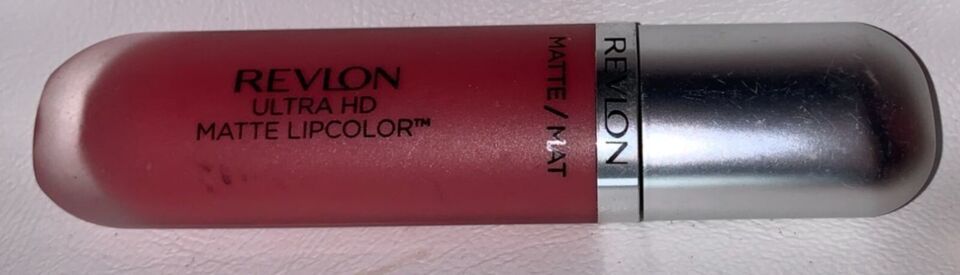 REVLON
ULTRA HD
MATTE LIPCOLOR™
MATTE/MAT
REVLON